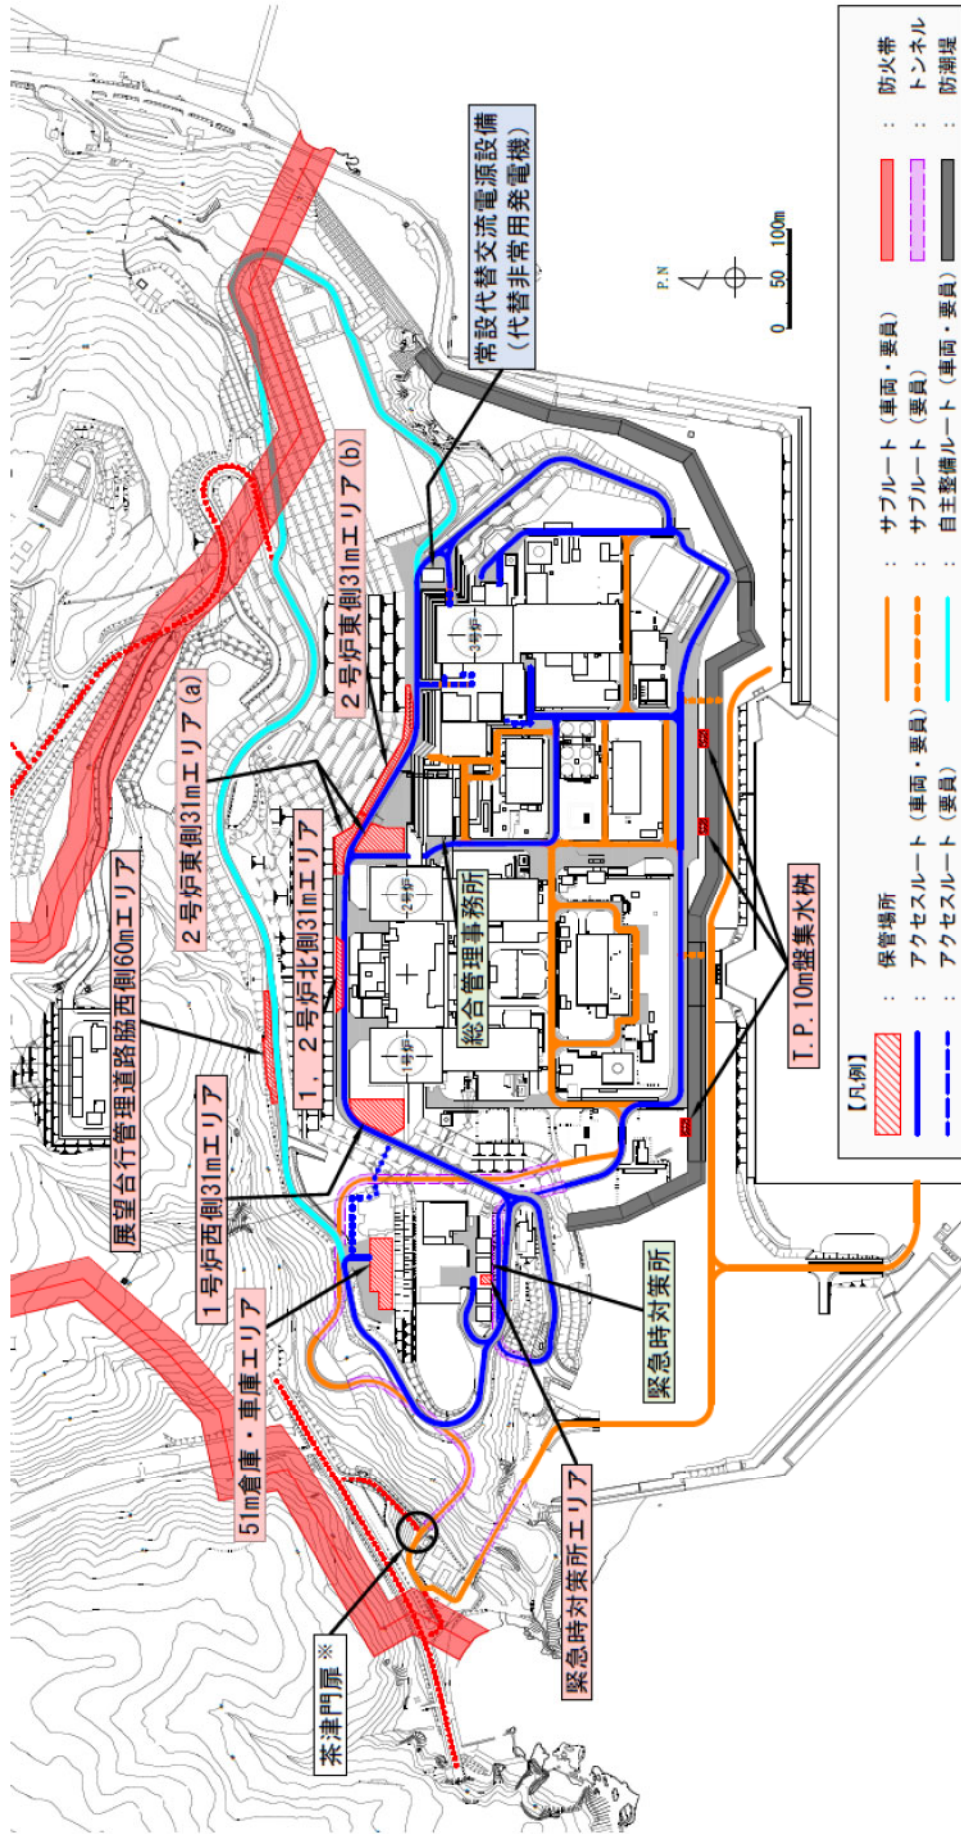 展望台行管理道路脇西側60mエリア
2号炉東側31mエリア(a)
2号炉東側31mエリア(b)
常設代替交流電源設備
(代替非常用発電機)
1，2号炉北側31mエリア
1号炉西側31mエリア
51m倉庫・車庫エリア
茶津門扉※
1号炉
2号炉
3号炉
総合管理事務所
緊急時対策所
緊急時対策所エリア
T.P.10m盤集水桝
P.N
0 50 100m
【凡例】
： 保管場所
： アクセスルート（車両・要員）
： アクセスルート（要員）
： サブルート（車両・要員）
： サブルート（要員）
： 自主整備ルート（車両・要員）
： 防火帯
： トンネル
： 防潮堤